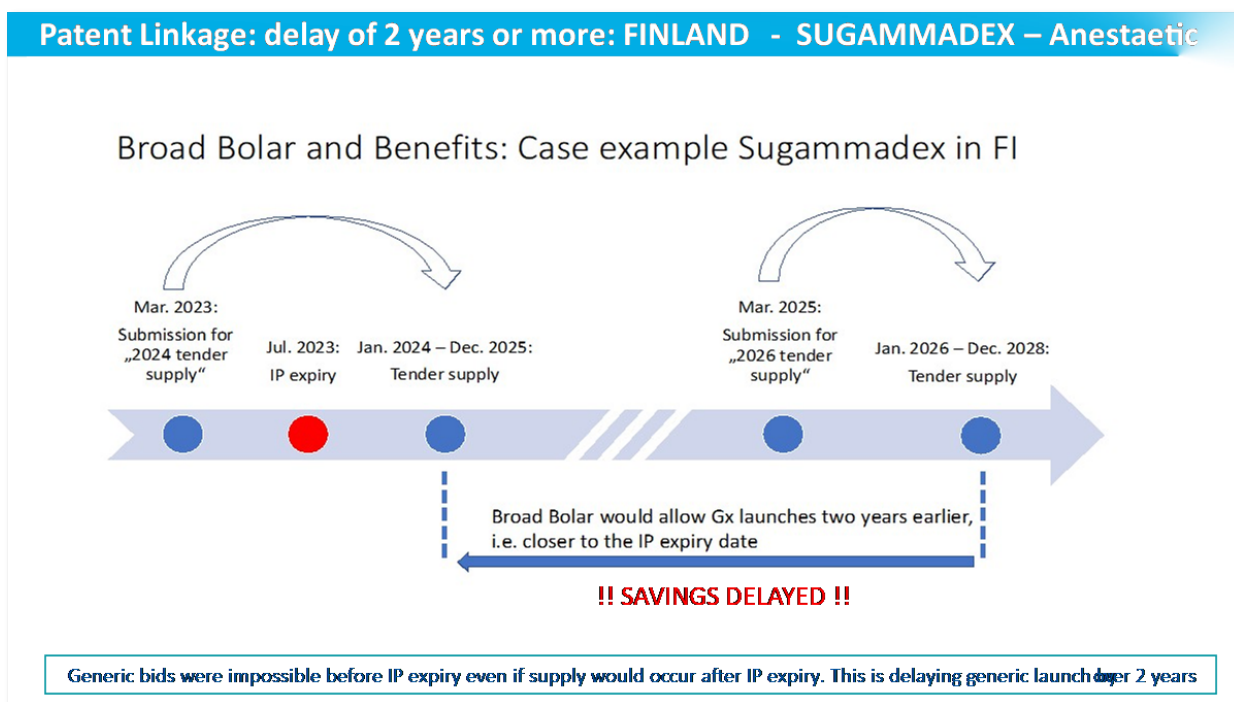 Patent Linkage: delay of 2 years or more: FINLAND - SUGAMMADEX – Anestaetic
Broad Bolar and Benefits: Case example Sugammadex in FI
Mar. 2023:
Submission for
„2024 tender
supply“
Jul. 2023:
IP expiry
Jan. 2024 – Dec. 2025:
Tender supply
Mar. 2025:
Submission for
„2026 tender
supply“
Jan. 2026 – Dec. 2028:
Tender supply
Broad Bolar would allow Gx launches two years earlier,
i.e. closer to the IP expiry date
!! SAVINGS DELAYED !!
Generic bids were impossible before IP expiry even if supply would occur after IP expiry. This is delaying generic launch 2 years